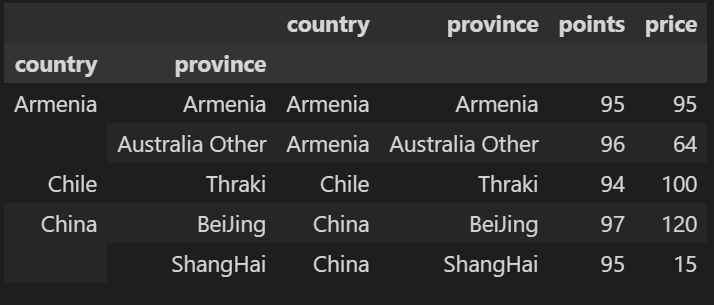 country province points price
country province
Armenia Armenia Armenia Armenia 95 95
Australia Other Armenia Australia Other 96 64
Chile Thraki Chile Thraki 94 100
China BeiJing China BeiJing 97 120
ShangHai China ShangHai 95 15